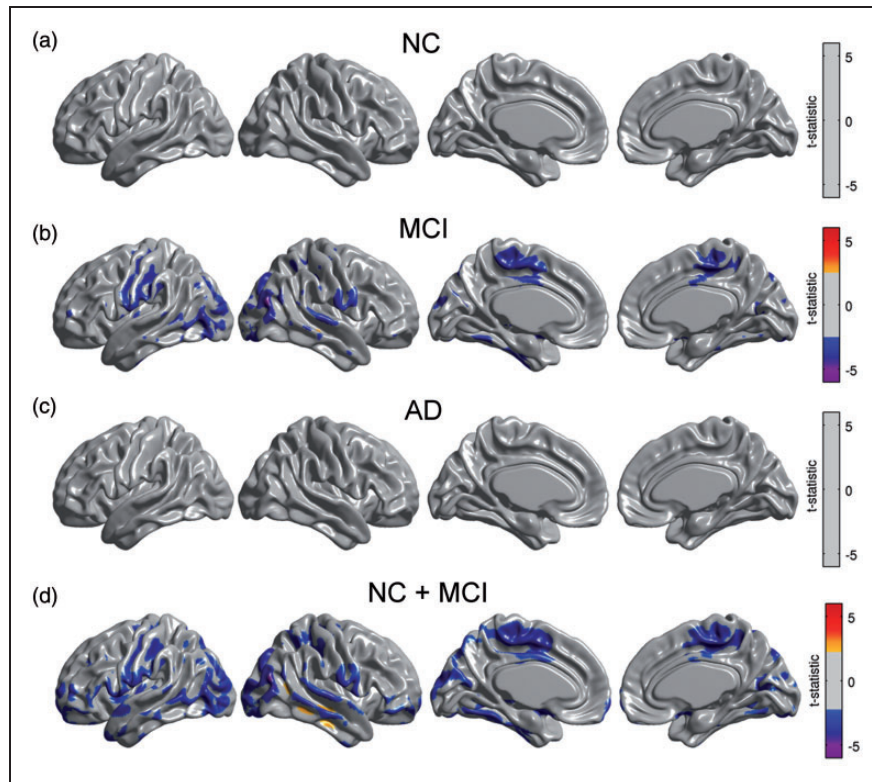 (a)
NC
5
0
-5
t-statistic
(b)
MCI
5
0
-5
t-statistic
(c)
AD
5
0
-5
t-statistic
(d)
NC + MCI
5
0
-5
t-statistic